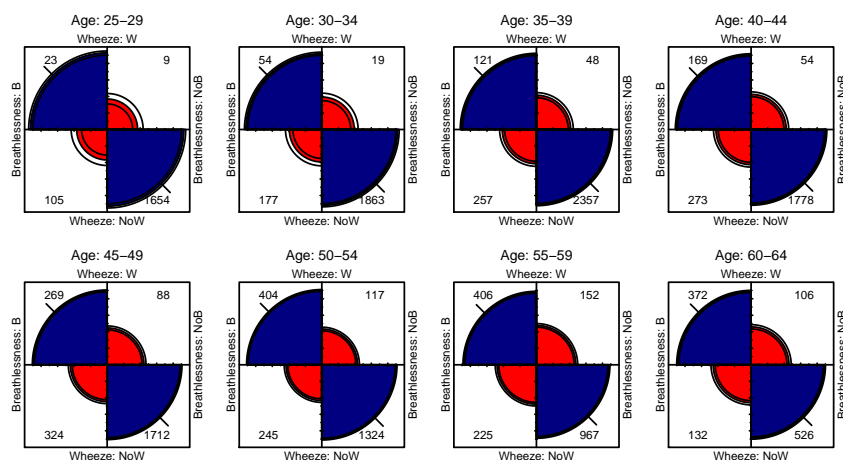 Age: 25−29
Wheeze: W
Breathlessness: B
23
9
Breathlessness: NoB
105
1654
Wheeze: NoW
Age: 30−34
Wheeze: W
Breathlessness: B
54
19
Breathlessness: NoB
177
1863
Wheeze: NoW
Age: 35−39
Wheeze: W
Breathlessness: B
121
48
Breathlessness: NoB
257
2357
Wheeze: NoW
Age: 40−44
Wheeze: W
Breathlessness: B
169
54
Breathlessness: NoB
273
1778
Wheeze: NoW
Age: 45−49
Wheeze: W
Breathlessness: B
269
88
Breathlessness: NoB
324
1712
Wheeze: NoW
Age: 50−54
Wheeze: W
Breathlessness: B
404
117
Breathlessness: NoB
245
1324
Wheeze: NoW
Age: 55−59
Wheeze: W
Breathlessness: B
406
152
Breathlessness: NoB
225
967
Wheeze: NoW
Age: 60−64
Wheeze: W
Breathlessness: B
372
106
Breathlessness: NoB
132
526
Wheeze: NoW